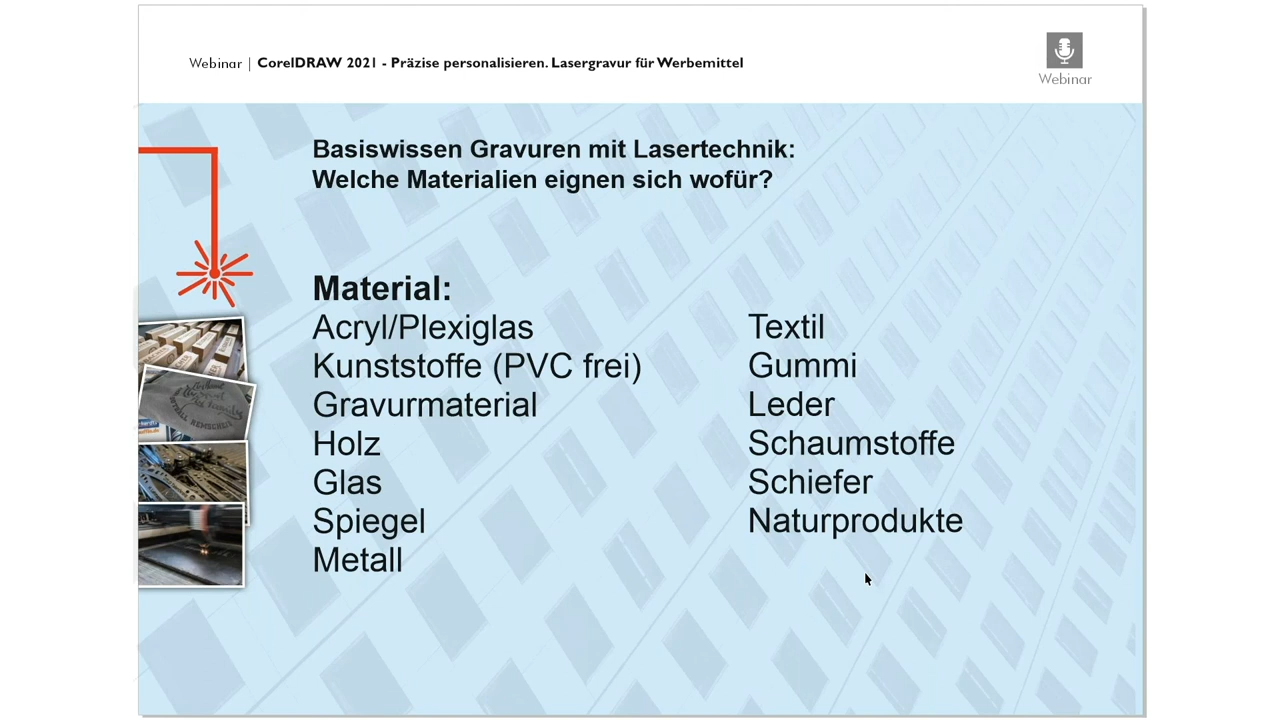 Webinar | CorelDRAW 2021 - Präzise personalisieren. Lasergravur für Werbemittel
Webinar
Basiswissen Gravuren mit Lasertechnik:
Welche Materialien eignen sich wofür?
Material:
Acryl/Plexiglas
Kunststoffe (PVC frei)
Gravurmaterial
Holz
Glas
Spiegel
Metall
Textil
Gummi
Leder
Schaumstoffe
Schiefer
Naturprodukte